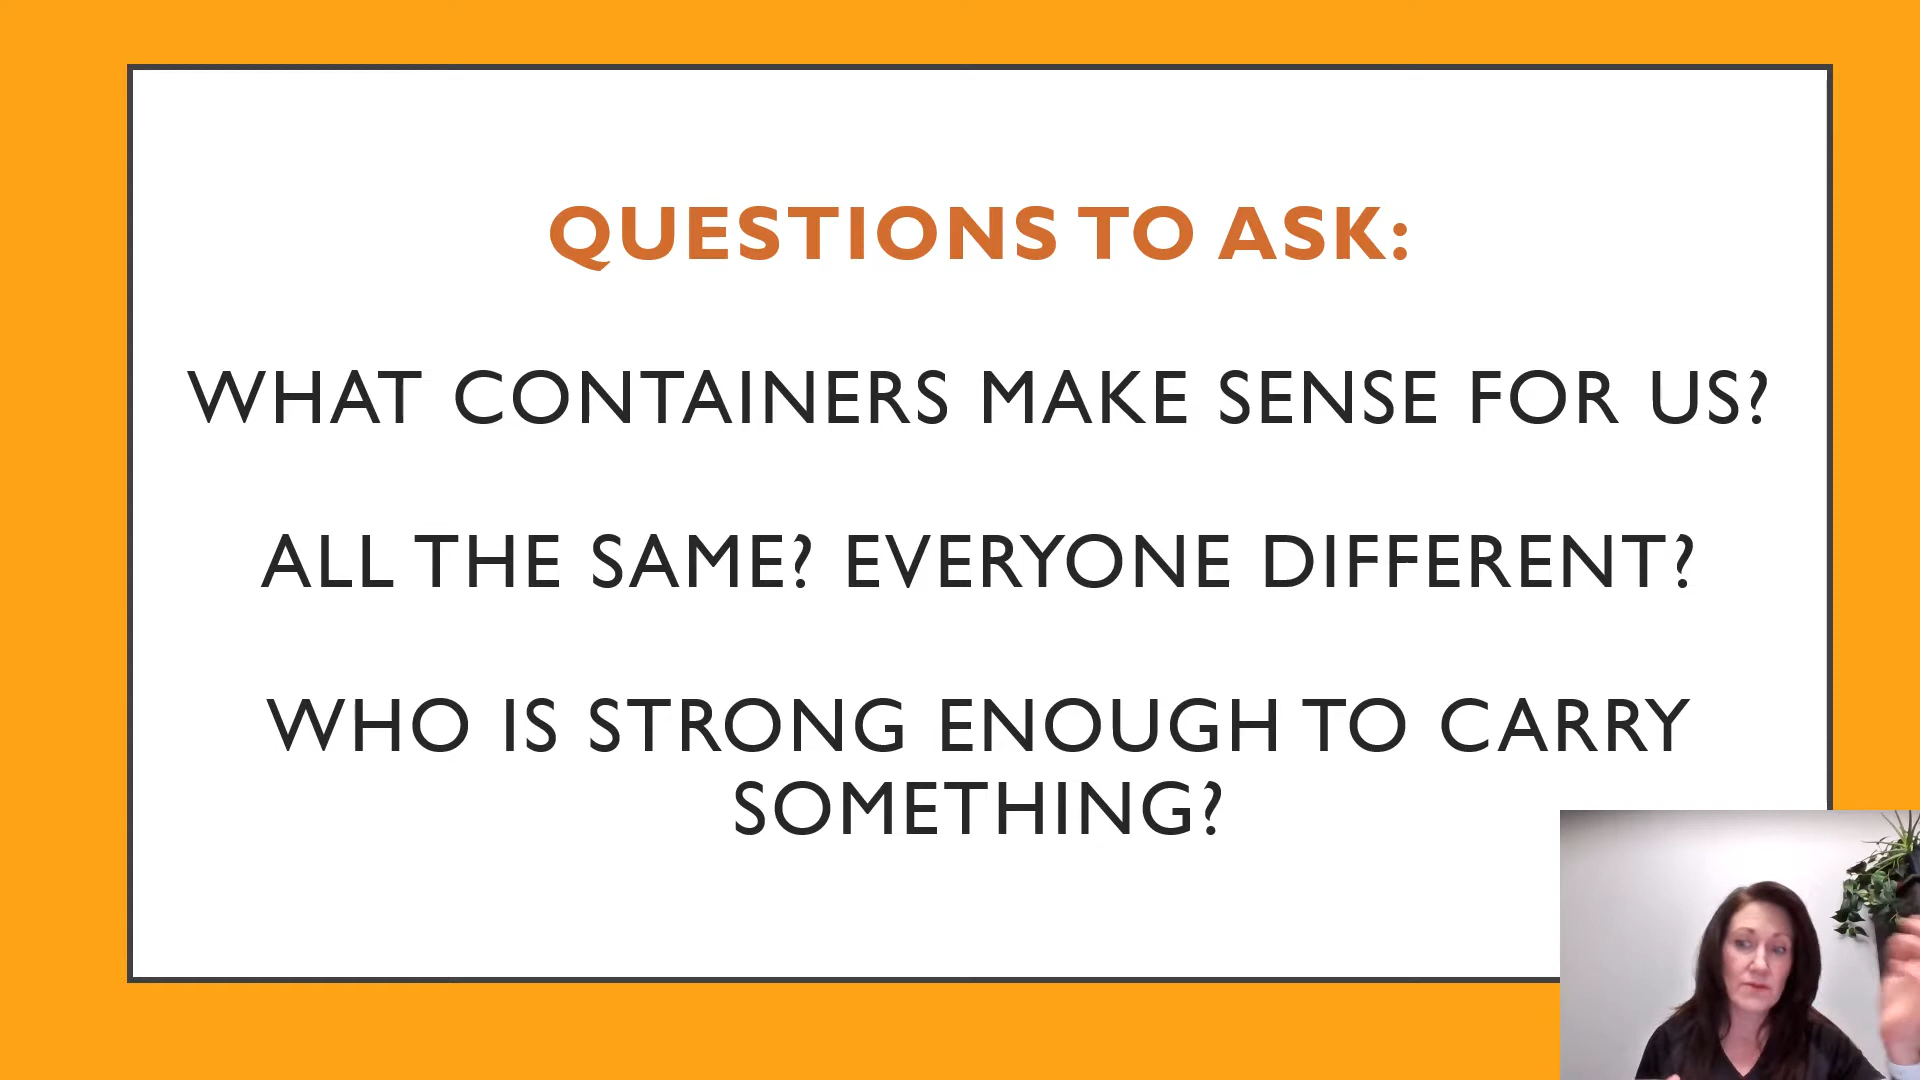 QUESTIONS TO ASK:
WHAT CONTAINERS MAKE SENSE FOR US?
ALL THE SAME? EVERYONE DIFFERENT?
WHO IS STRONG ENOUGH TO CARRY
SOMETHING?